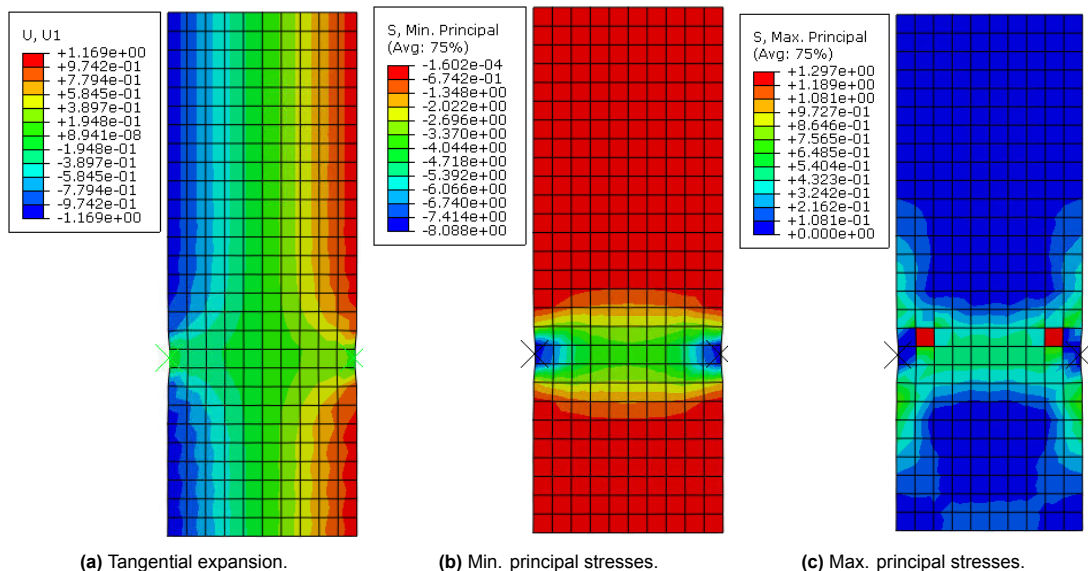 U, U1
+1.169e+00
+9.742e-01
+7.794e-01
+5.845e-01
+3.897e-01
+1.948e-01
+8.941e-08
-1.948e-01
-3.897e-01
-5.845e-01
-7.794e-01
-9.742e-01
-1.169e+00
S, Min. Principal
(Avg: 75%)
-1.602e-04
-6.742e-01
-1.348e+00
-2.022e+00
-2.696e+00
-3.370e+00
-4.044e+00
-4.718e+00
-5.392e+00
-6.066e+00
-6.740e+00
-7.414e+00
-8.088e+00
S, Max. Principal
(Avg: 75%)
+1.297e+00
+1.189e+00
+1.081e+00
+9.727e-01
+8.646e-01
+7.565e-01
+6.485e-01
+5.404e-01
+4.323e-01
+3.242e-01
+2.162e-01
+1.081e-01
+0.000e+00
(a) Tangential expansion.
(b) Min. principal stresses.
(c) Max. principal stresses.